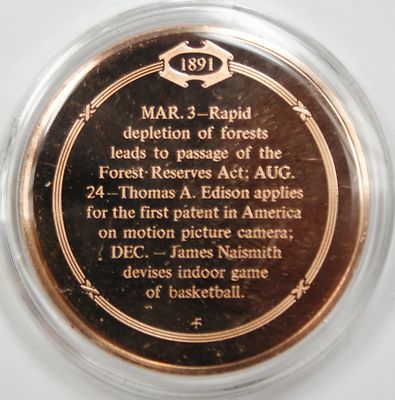 1891
MAR. 3—Rapid
depletion of forests
leads to passage of the
Forest Reserves Act; AUG.
24—Thomas A. Edison applies
for the first patent in America
on motion picture camera;
DEC. — James Naismith
devises indoor game
of basketball.